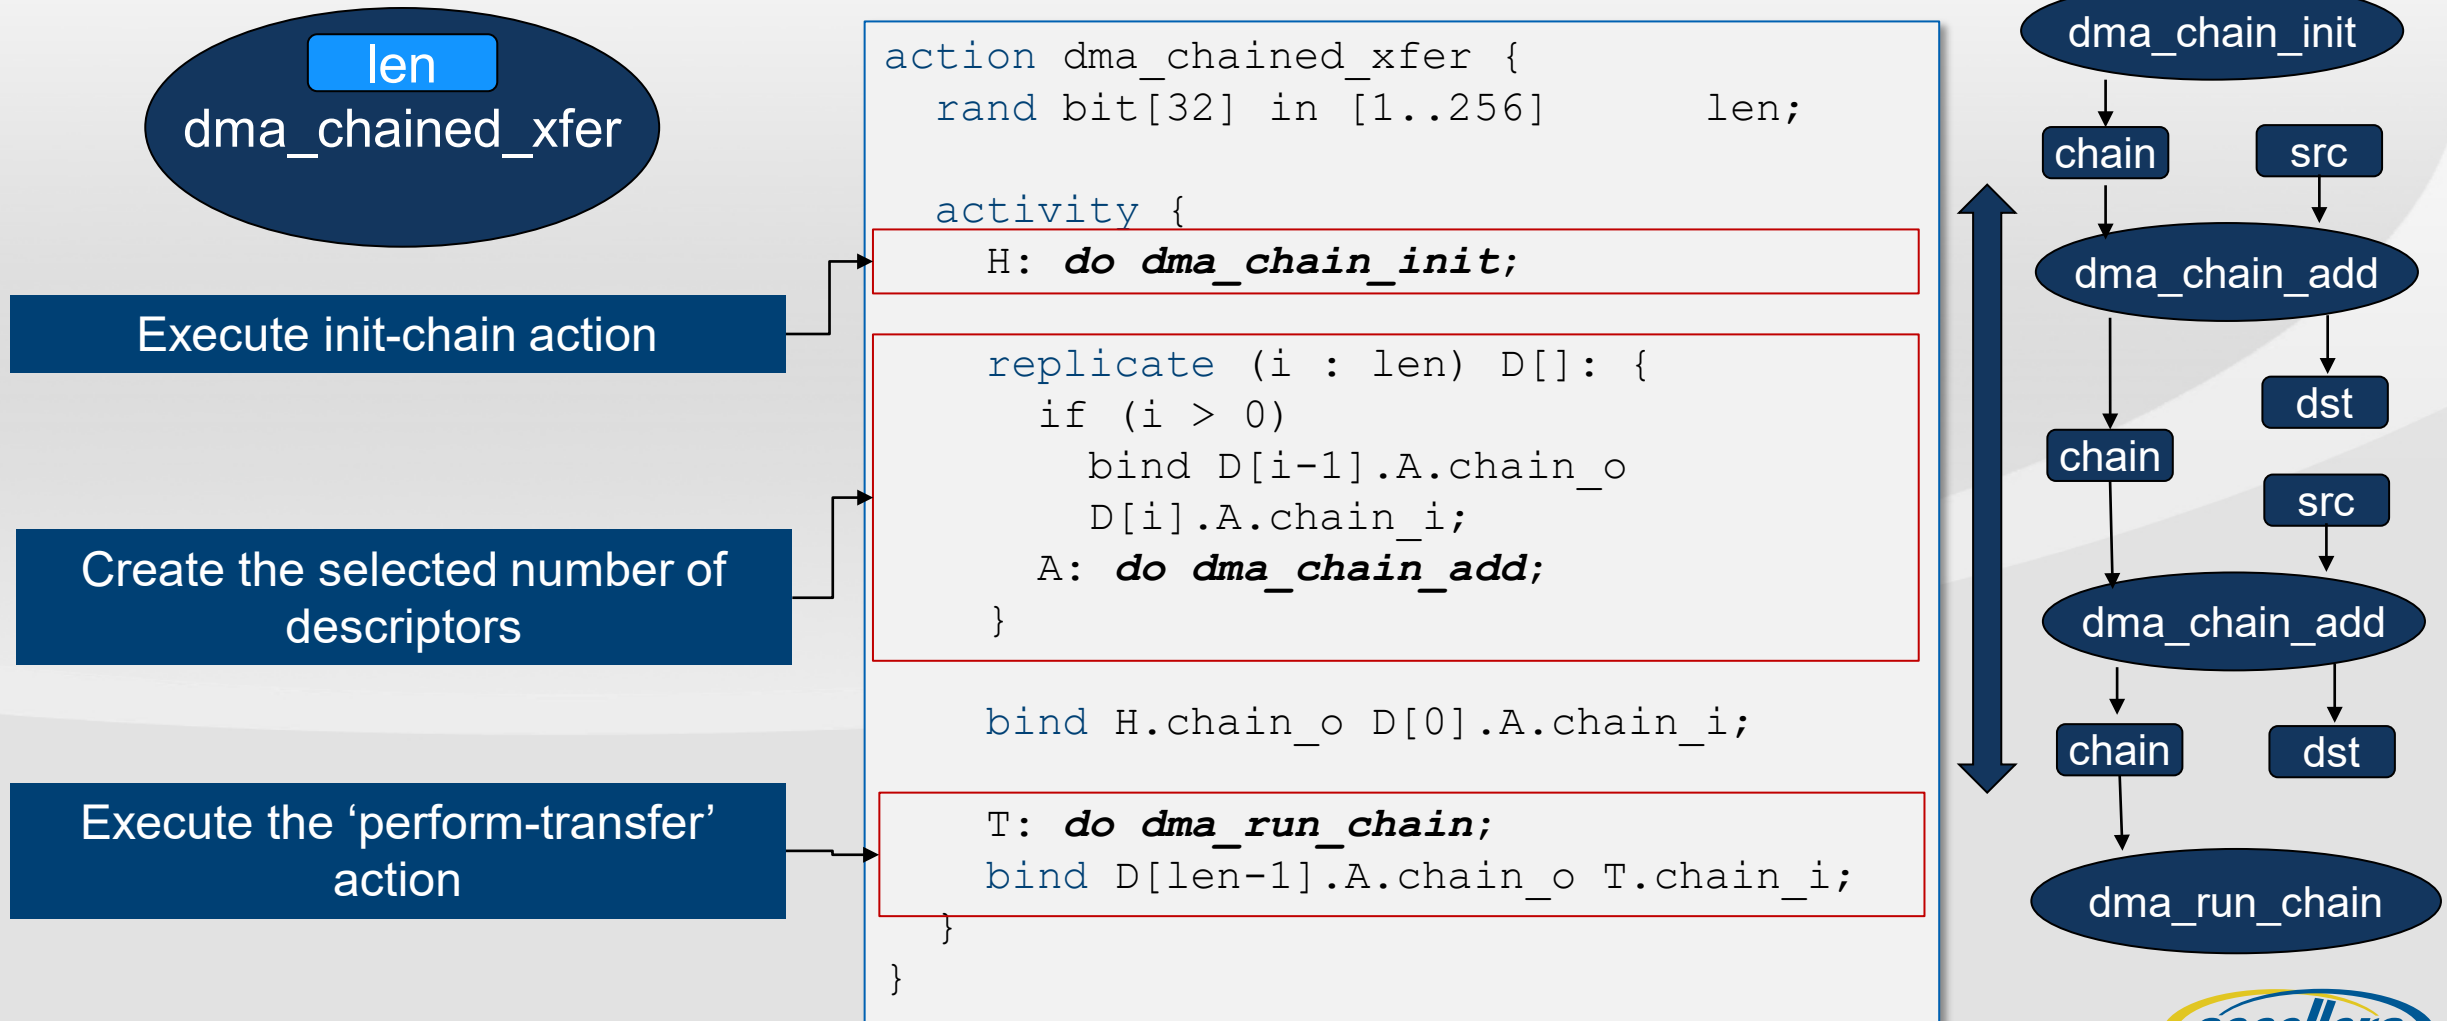 len
dma_chained_xfer
Execute init-chain action
Create the selected number of
descriptors
Execute the ‘perform-transfer’
action
action dma_chained_xfer {
rand bit[32] in [1..256] len;
activity {
H: do dma_chain_init;
replicate (i : len) D[]: {
if (i > 0)
bind D[i-1].A.chain_o
D[i].A.chain_i;
A: do dma_chain_add;
}
bind H.chain_o D[0].A.chain_i;
T: do dma_run_chain;
bind D[len-1].A.chain_o T.chain_i;
}
}
dma_chain_init
chain
src
dma_chain_add
dst
chain
src
dma_chain_add
chain
dst
dma_run_chain